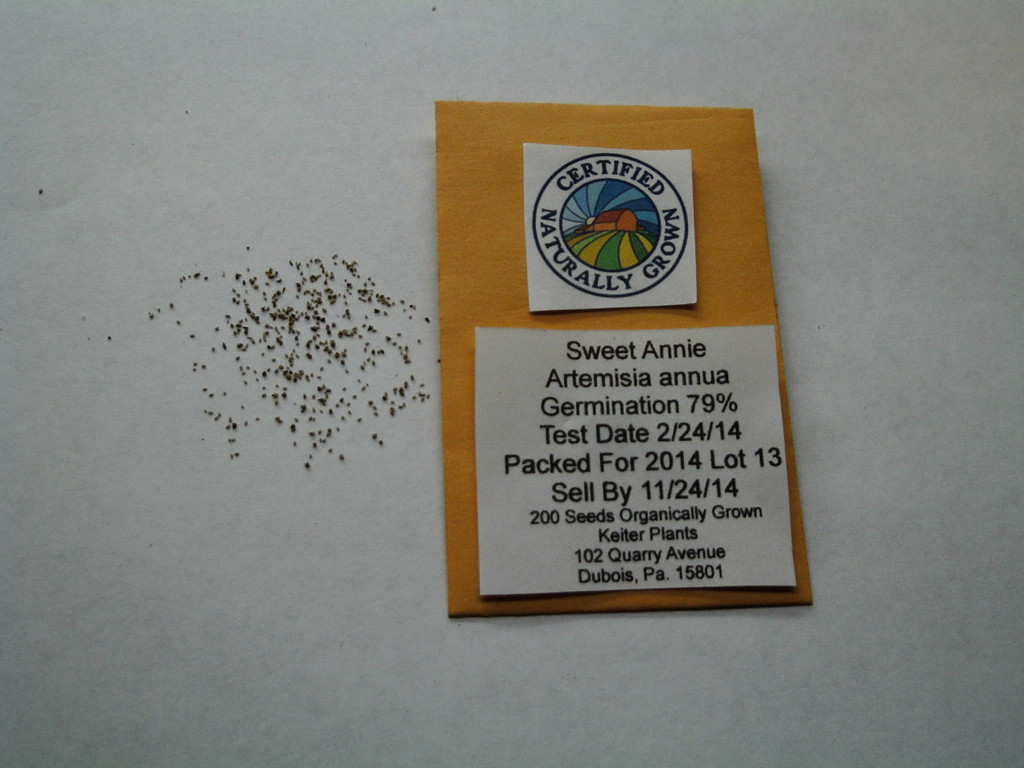 CERTIFIED
NATURALLY GROWN
Sweet Annie
Artemisia annua
Germination 79%
Test Date 2/24/14
Packed For 2014 Lot 13
Sell By 11/24/14
200 Seeds Organically Grown
Keiter Plants
102 Quarry Avenue
Dubois, Pa. 15801